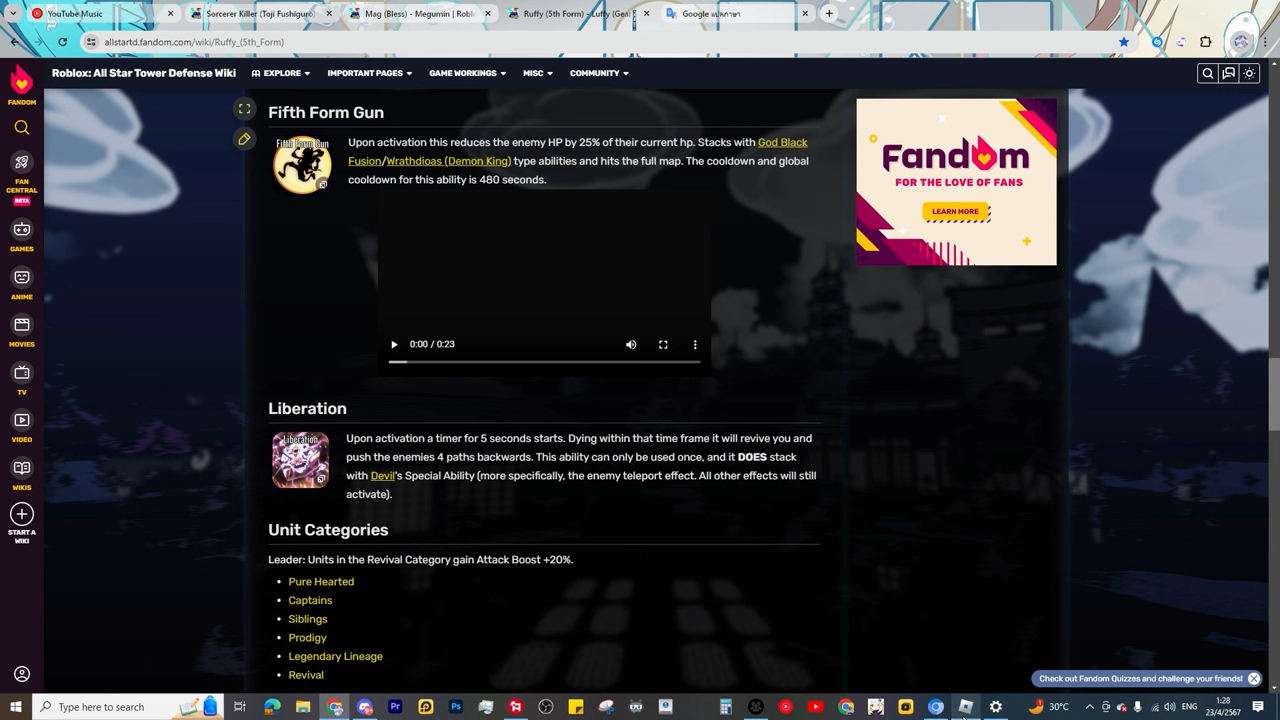 YouTube Music
Sorcerer Killer (Toji Fushiguro)
Mag (Bless) - Megumin | Robl
Ruffy (5th Form) - Luffy (Gear 5
Google แปลภาษา
allstartd.fandom.com/wiki/Ruffy_(5th_Form)
FANDOM
Roblox: All Star Tower Defense Wiki
EXPLORE
IMPORTANT PAGES
GAME WORKINGS
MISC
COMMUNITY
FAN CENTRAL
BETA
GAMES
ANIME
MOVIES
TV
VIDEO
WIKIS
START A WIKI
Fifth Form Gun
Fifth Form Gun
Upon activation this reduces the enemy HP by 25% of their current hp. Stacks with God Black
Fusion/Wrathdioas (Demon King) type abilities and hits the full map. The cooldown and global
cooldown for this ability is 480 seconds.
0:00 / 0:23
Fandom
FOR THE LOVE OF FANS
LEARN MORE
Liberation
Liberation
Upon activation a timer for 5 seconds starts. Dying within that time frame it will revive you and
push the enemies 4 paths backwards. This ability can only be used once, and it DOES stack
with Devil's Special Ability (more specifically, the enemy teleport effect. All other effects will still
activate).
Unit Categories
Leader: Units in the Revival Category gain Attack Boost +20%.
Pure Hearted
Captains
Siblings
Prodigy
Legendary Lineage
Revival
Check out Fandom Quizzes and challenge your friends!
Type here to search
Pr
Ps
30°C
ENG
1:28
23/4/2567